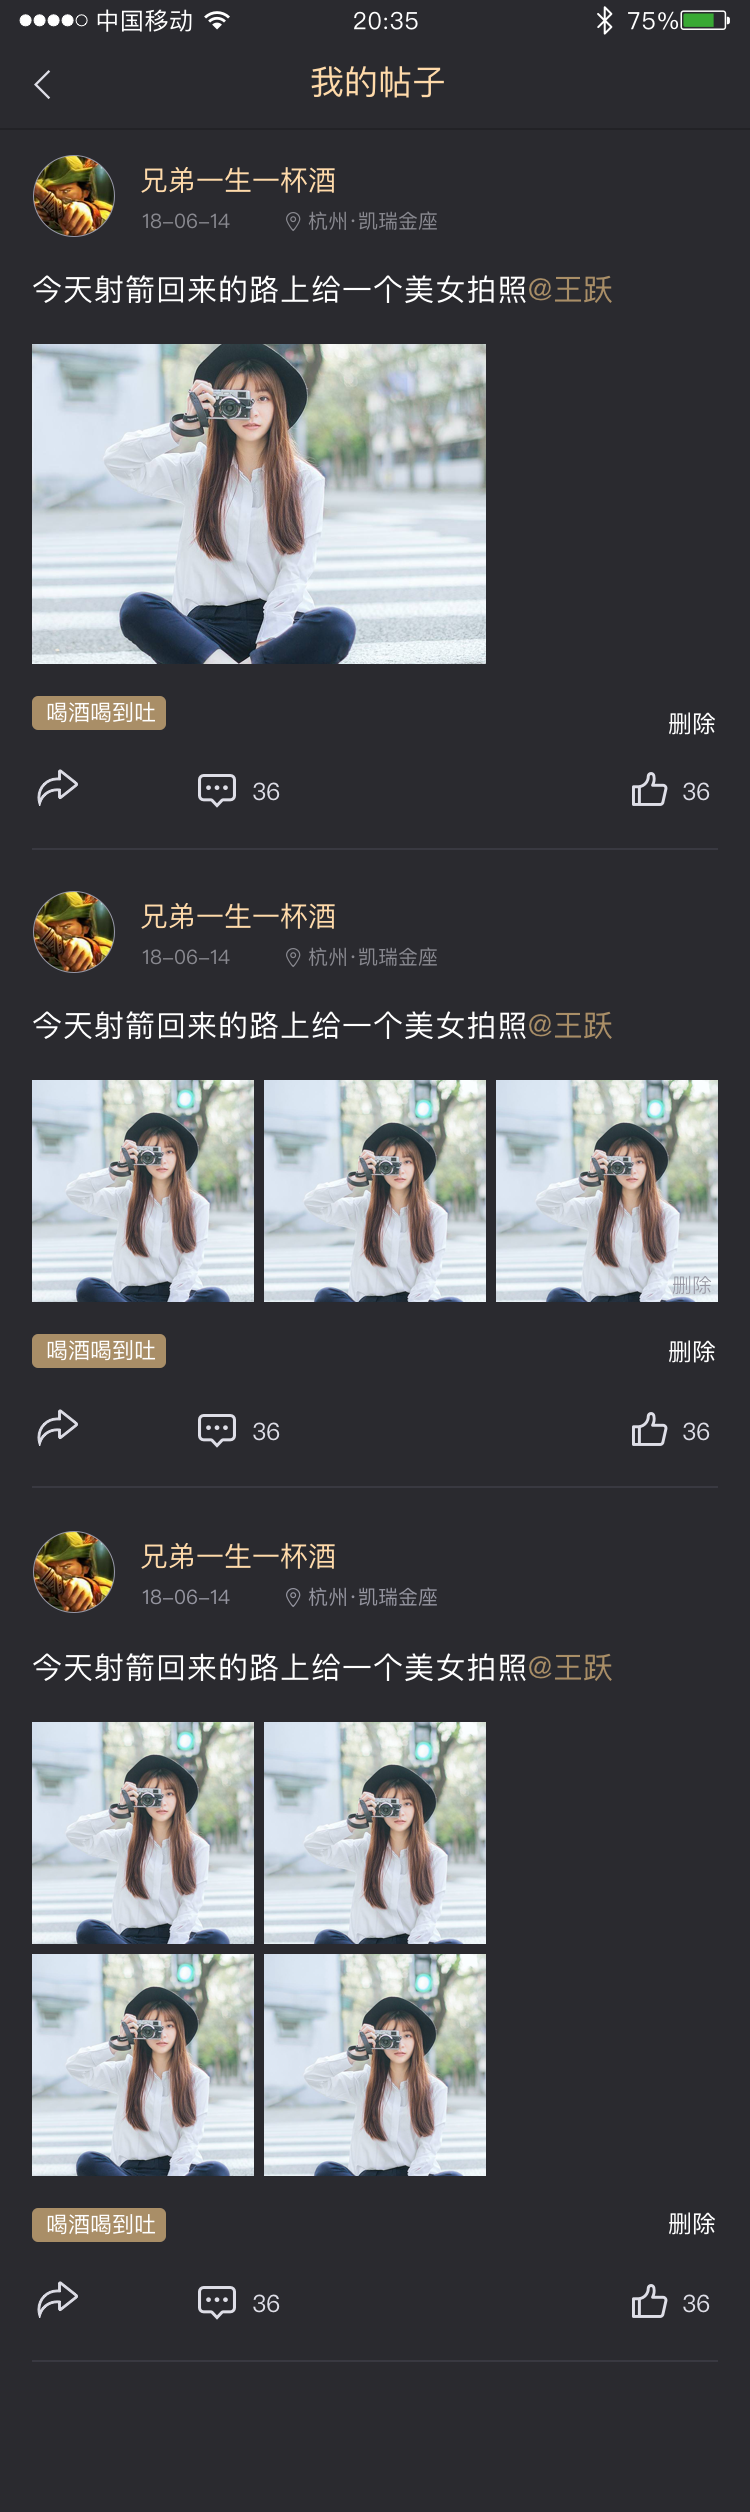 中国移动 20:35 75%
我的帖子
兄弟一生一杯酒
18-06-14 杭州·凯瑞金座
今天射箭回来的路上给一个美女拍照@王跃
喝酒喝到吐 删除
36 36
兄弟一生一杯酒
18-06-14 杭州·凯瑞金座
今天射箭回来的路上给一个美女拍照@王跃
删除
喝酒喝到吐 删除
36 36
兄弟一生一杯酒
18-06-14 杭州·凯瑞金座
今天射箭回来的路上给一个美女拍照@王跃
喝酒喝到吐 删除
36 36